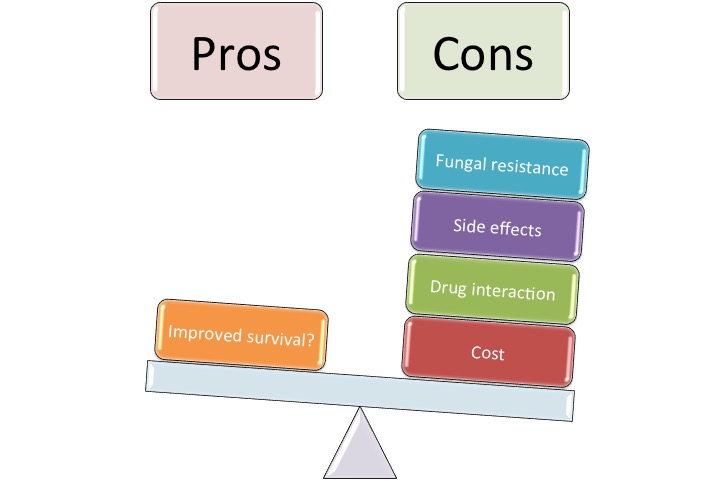 Pros
Cons
Fungal resistance
Side effects
Drug interaction
Improved survival?
Cost